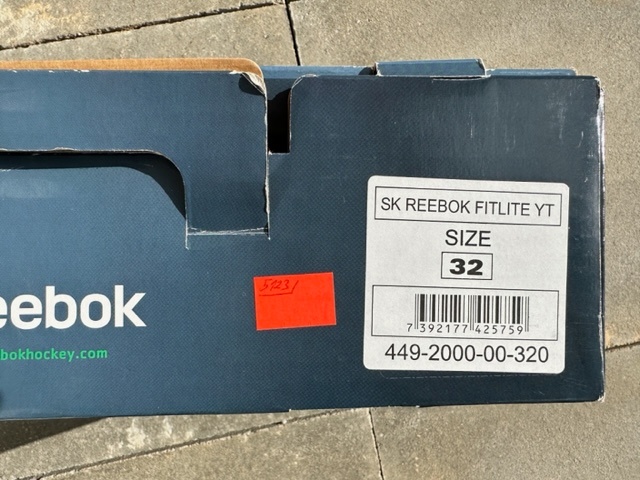 SK REEBOK FITLITE YT
SIZE
32
7 392177 425759
449-2000-00-320
eebok
bokhockey.com